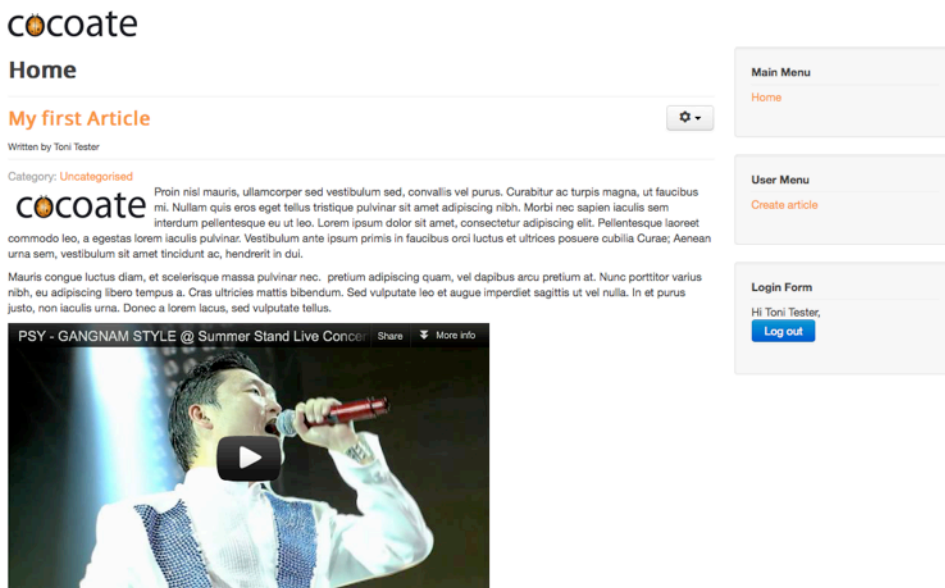 cocoate
Home
My first Article
Written by Toni Tester
Category: Uncategorised
cocoate
Proin nisl mauris, ullamcorper sed vestibulum sed, convallis vel purus. Curabitur ac turpis magna, ut faucibus
mi. Nullam quis eros eget tellus tristique pulvinar sit amet adipiscing nibh. Morbi nec sapien iaculis sem
interdum pellentesque eu ut leo. Lorem ipsum dolor sit amet, consectetur adipiscing elit. Pellentesque laoreet
commodo leo, a egestas lorem iaculis pulvinar. Vestibulum ante ipsum primis in faucibus orci luctus et ultrices posuere cubilia Curae; Aenean
urna sem, vestibulum sit amet tincidunt ac, hendrerit in dui.
Mauris congue luctus diam, et scelerisque massa pulvinar nec. pretium adipiscing quam, vel dapibus arcu pretium at. Nunc porttitor varius
nibh, eu adipiscing libero tempus a. Cras ultricies mattis bibendum. Sed vulputate leo et augue imperdiet sagittis ut vel nulla. In et purus
justo, non iaculis urna. Donec a lorem lacus, sed vulputate tellus.
PSY - GANGNAM STYLE @ Summer Stand Live Concer Share More info
Main Menu
Home
User Menu
Create article
Login Form
Hi Toni Tester,
Log out